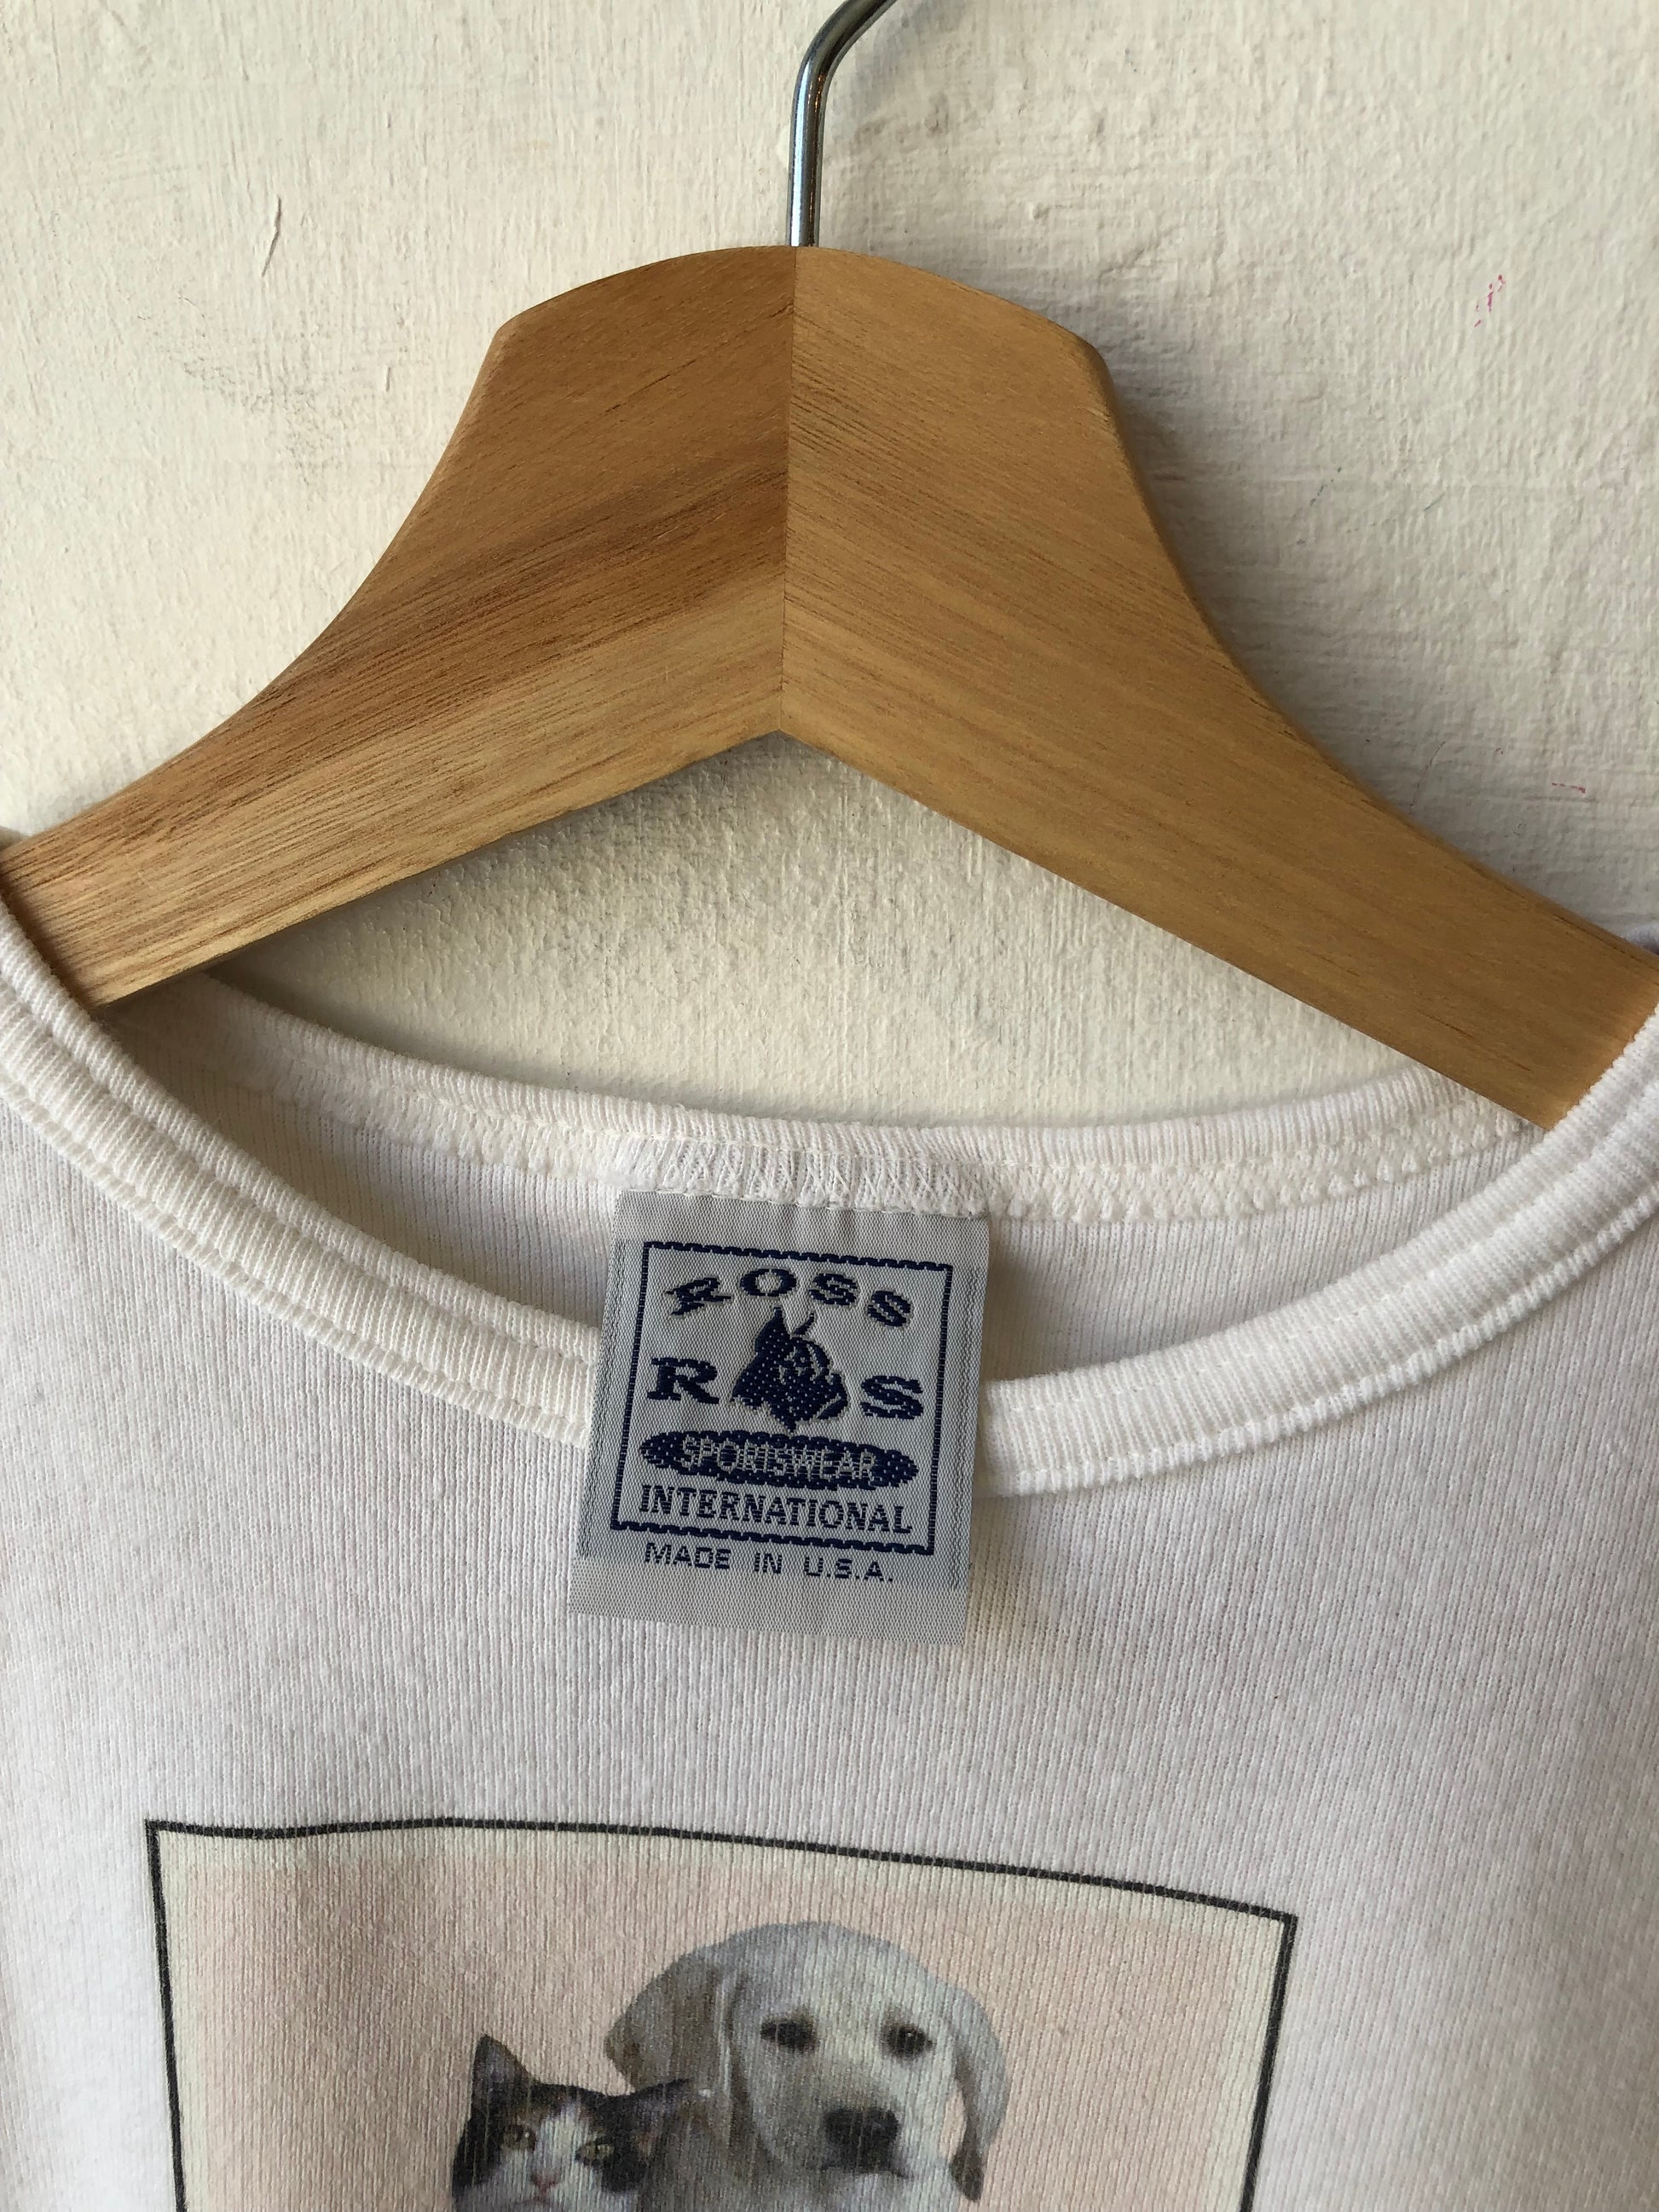 ROSS
R S
SPORTSWEAR
INTERNATIONAL
MADE IN U.S.A.